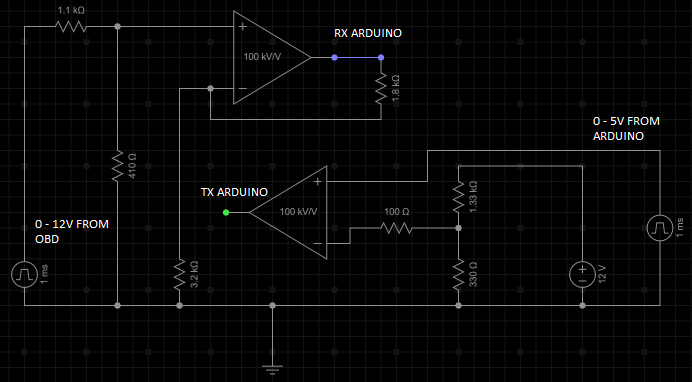 1.1 kΩ
RX ARDUINO
+
100 kV/V
−
1.8 kΩ
0 - 5V FROM
ARDUINO
410 Ω
TX ARDUINO
+
100 kV/V
−
100 Ω
1.33 kΩ
0 - 12V FROM
OBD
1 ms
3.2 kΩ
330 Ω
+
−
12 V
1 ms